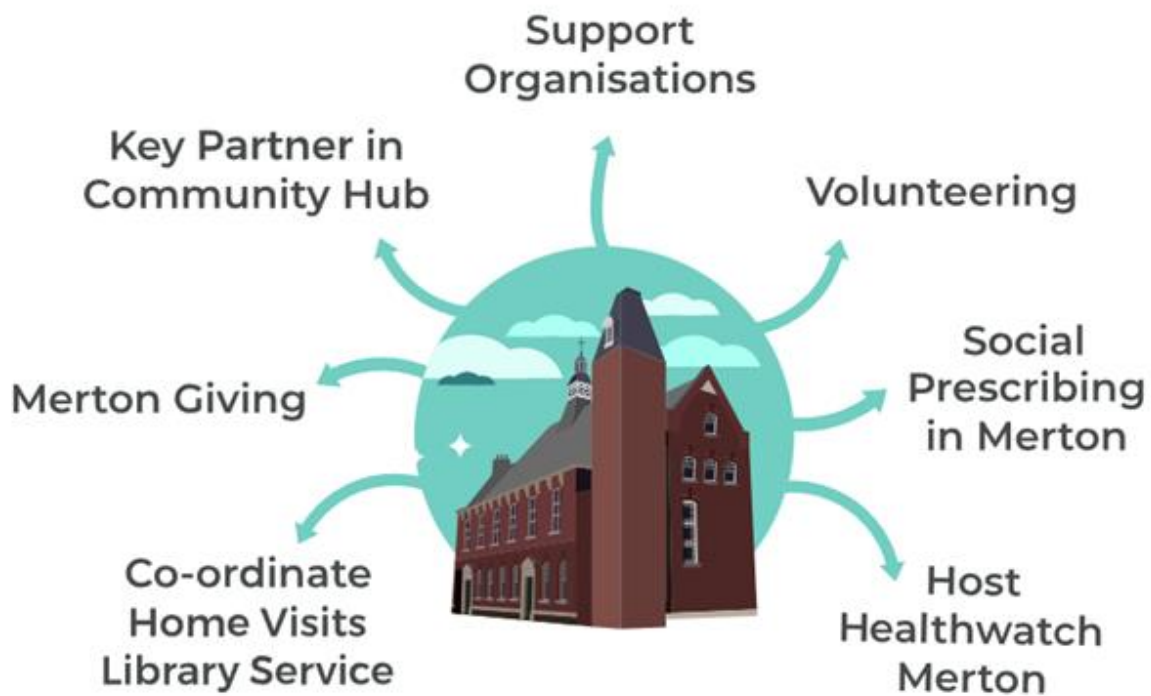 Support
Organisations
Key Partner in
Community Hub
Volunteering
Merton Giving
Social
Prescribing
in Merton
Co-ordinate
Home Visits
Library Service
Host
Healthwatch
Merton